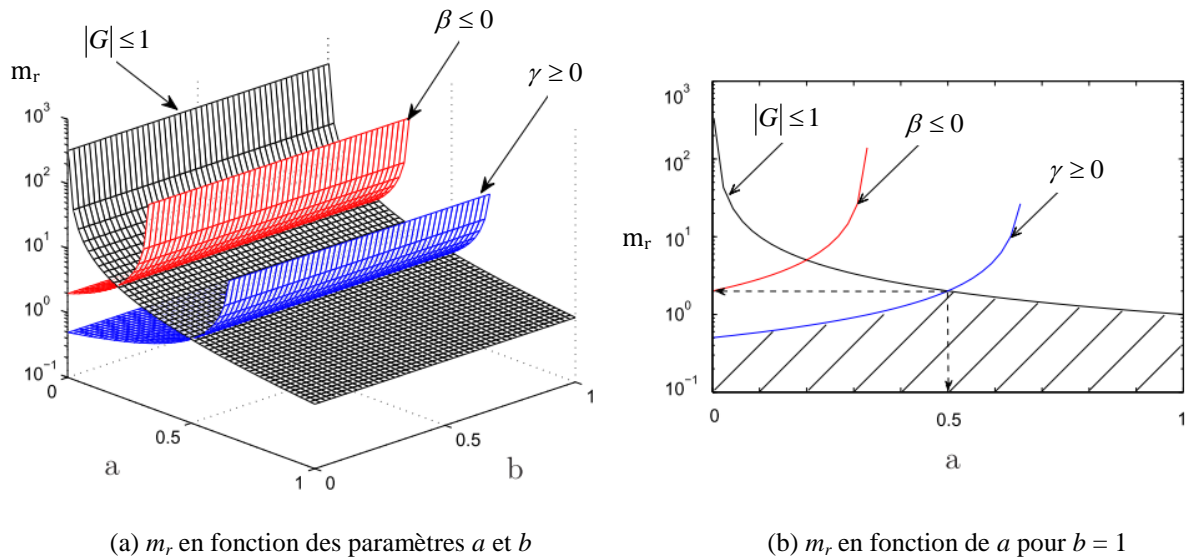 |G| ≤ 1
β ≤ 0
γ ≥ 0
m_r
10^3
10^2
10^1
10^0
10^-1
0
0.5
1
a
0
0.5
1
b
(a) m_r en fonction des paramètres a et b
|G| ≤ 1
β ≤ 0
γ ≥ 0
m_r
10^3
10^2
10^1
10^0
10^-1
0 0.5 1
a
(b) m_r en fonction de a pour b = 1